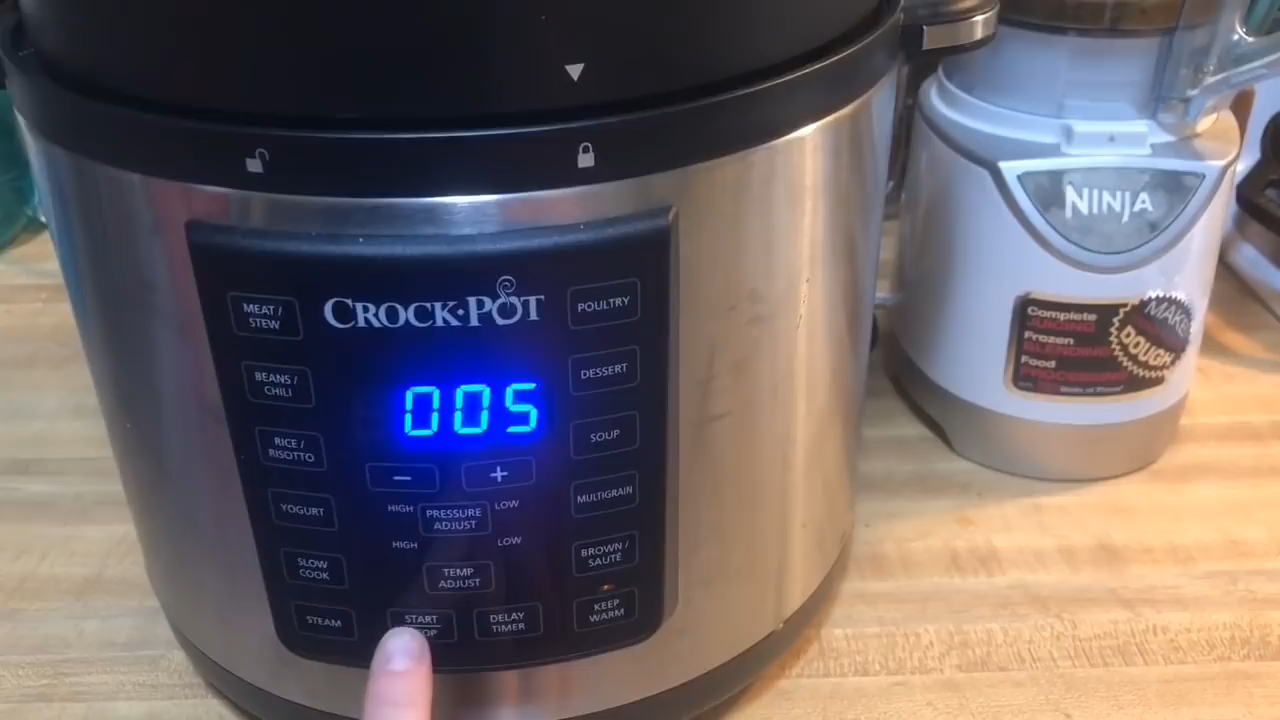 CROCK·POT
005
MEAT /
STEW
BEANS /
CHILI
RICE /
RISOTTO
YOGURT
SLOW
COOK
STEAM
−
+
HIGH
LOW
PRESSURE
ADJUST
HIGH
LOW
TEMP
ADJUST
START
DELAY
TIMER
POULTRY
DESSERT
SOUP
MULTIGRAIN
BROWN /
SAUTÉ
KEEP
WARM
NINJA
Complete
JUICING
Frozen
BLENDING
Food
PROCESSING
MAKE
DOUGH